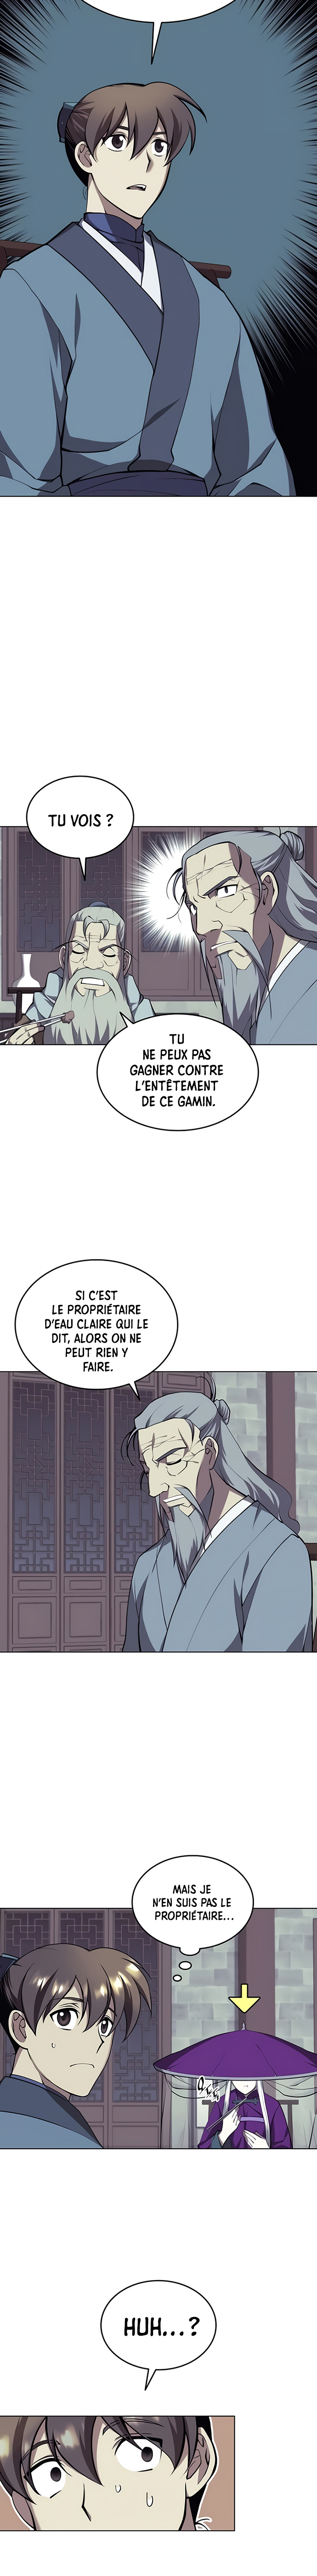 TU VOIS ?
TU
NE PEUX PAS
GAGNER CONTRE
L'ENTÊTEMENT
DE CE GAMIN.
SI C'EST
LE PROPRIÉTAIRE
D'EAU CLAIRE QUI LE
DIT, ALORS ON NE
PEUT RIEN Y
FAIRE.
MAIS JE
N'EN SUIS PAS LE
PROPRIÉTAIRE...
HUH...?